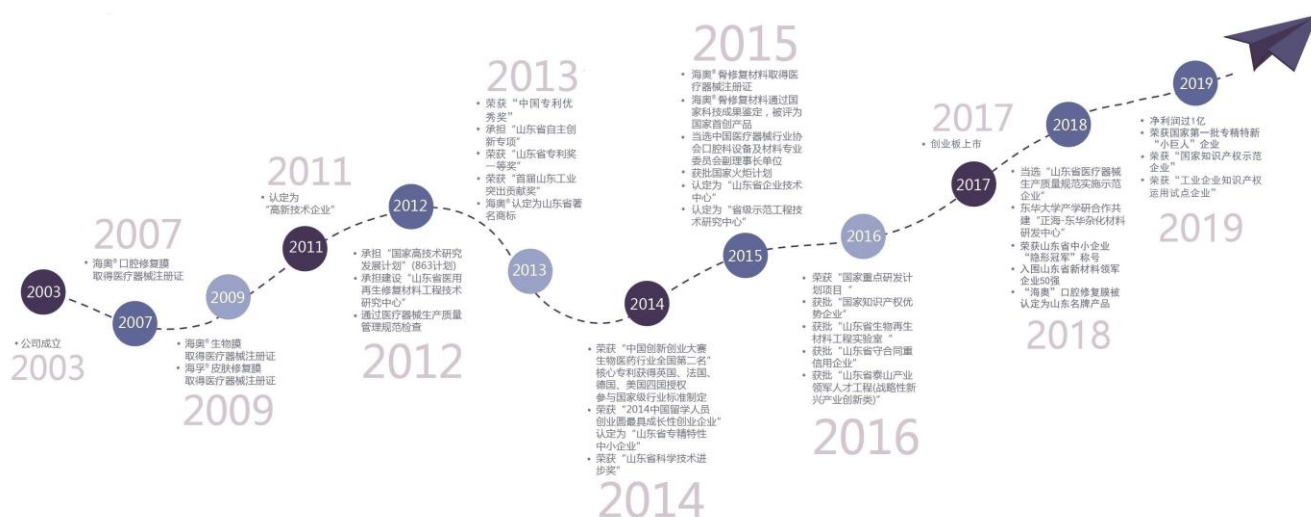 2003
• 公司成立
2003
2007
• 海奥®口腔修复膜
取得医疗器械注册证
2007
2009
• 海奥®生物膜
取得医疗器械注册证
• 海孚®皮肤修复膜
取得医疗器械注册证
2009
2011
• 认定为
“高新技术企业”
2011
2012
• 承担“国家高技术研究
发展计划”(863计划)
• 承担建设“山东省医用
再生修复材料工程技术
研究中心”
• 通过医疗器械生产质量
管理规范检查
2012
2013
• 荣获“中国专利优
秀奖”
• 承担“山东省自主创
新专项”
• 荣获“山东省专利奖
一等奖”
• 荣获“首届山东工业
突出贡献奖”
• 海奥®认定为山东省著
名商标
2013
2014
• 荣获“中国创新创业大赛
生物医药行业全国第二名”
核心专利获得英国、法国、
德国、美国四国授权
参与国家级行业标准制定
• 荣获“2014中国留学人员
创业园最具成长性创业企业”
认定为“山东省专精特性
中小企业”
• 荣获“山东省科学技术进
步奖”
2014
2015
• 海奥®骨修复材料取得医
疗器械注册证
• 海奥®骨修复材料通过国
家科技成果鉴定，被评为
国家首创产品
• 当选中国医疗器械行业协
会口腔科设备及材料专业
委员会副理事长单位
• 获批国家火炬计划
• 认定为“山东省企业技术
中心”
• 认定为“省级示范工程技
术研究中心”
2015
2016
• 荣获“国家重点研发计
划项目 ”
• 获批“国家知识产权优
势企业”
• 获批“山东省生物再生
材料工程实验室 ”
• 获批“山东省守合同重
信用企业”
• 获批“山东省泰山产业
领军人才工程(战略性新
兴产业创新类)”
2016
2017
• 创业板上市
2017
2018
• 当选“山东省医疗器械
生产质量规范实施示范
企业”
• 东华大学产学研合作共
建“正海-东华杂化材料
研发中心”
• 荣获山东省中小企业
“隐形冠军”称号
• 入围山东省新材料领军
企业50强
• “海奥”口腔修复膜被
认定为山东名牌产品
2018
2019
• 净利润过1亿
• 荣获国家第一批专精特新
“小巨人”企业
• 荣获“国家知识产权示范
企业”
• 荣获“工业企业知识产权
运用试点企业”
2019